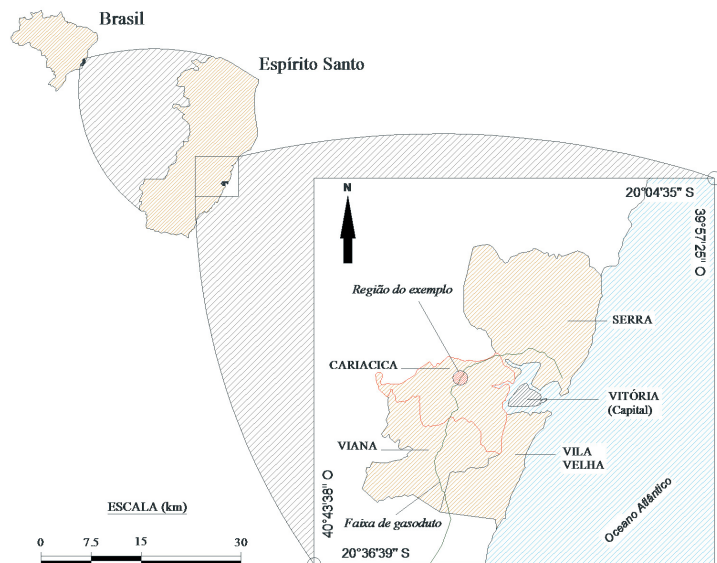 Brasil
Espírito Santo
N
20°04'35" S
39°57'25" O
Região do exemplo
SERRA
CARIACICA
VITÓRIA
(Capital)
VIANA
VILA
VELHA
40°43'38" O
ESCALA (km)
Oceano Atlântico
Faixa de gasoduto
0 7.5 15 30
20°36'39" S